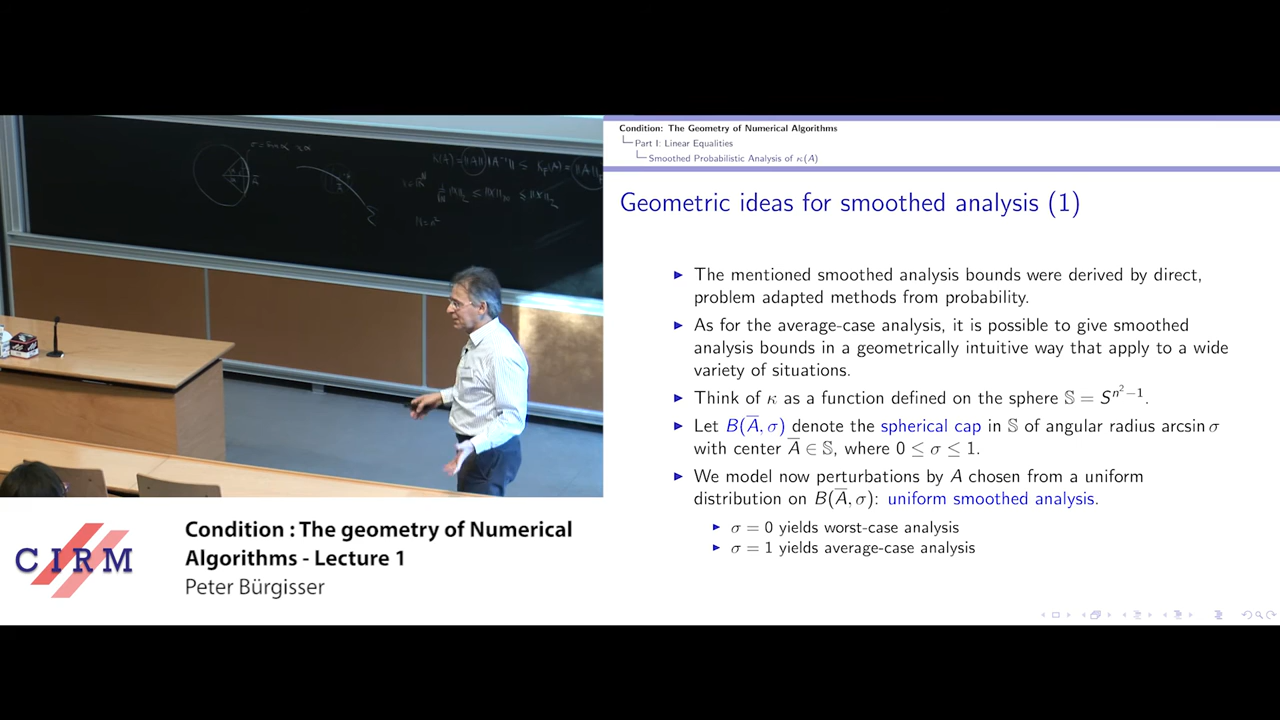 Condition: The Geometry of Numerical Algorithms
Part I: Linear Equalities
Smoothed Probabilistic Analysis of κ(A)
Geometric ideas for smoothed analysis (1)
The mentioned smoothed analysis bounds were derived by direct,
problem adapted methods from probability.
As for the average-case analysis, it is possible to give smoothed
analysis bounds in a geometrically intuitive way that apply to a wide
variety of situations.
Think of κ as a function defined on the sphere 𝕊 = S^{n²−1}.
Let B(A̅, σ) denote the spherical cap in 𝕊 of angular radius arcsin σ
with center A̅ ∈ 𝕊, where 0 ≤ σ ≤ 1.
We model now perturbations by A chosen from a uniform
distribution on B(A̅, σ): uniform smoothed analysis.
σ = 0 yields worst-case analysis
σ = 1 yields average-case analysis
CIRM
Condition : The geometry of Numerical
Algorithms - Lecture 1
Peter Bürgisser